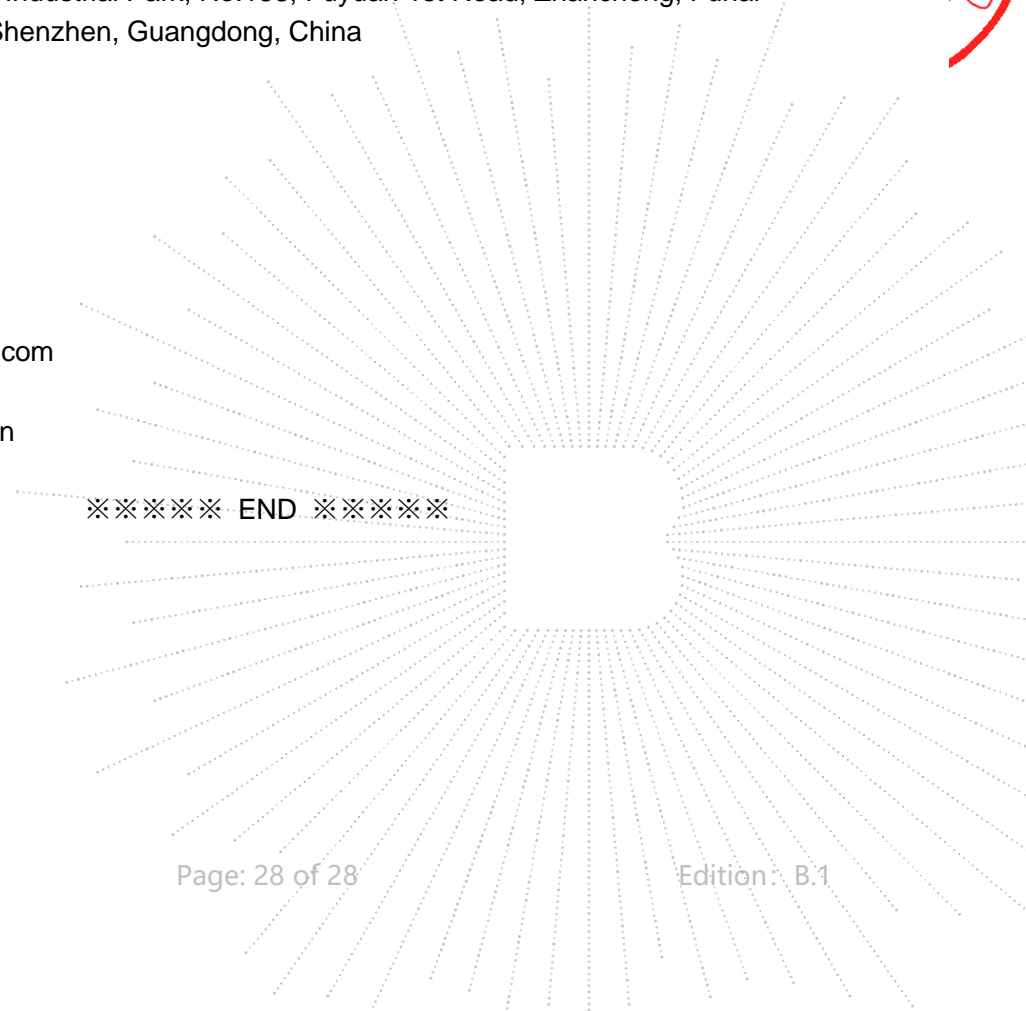 Shenzhen, Guangdong, China
com
n
※※※※※ END ※※※※※
Page: 28 of 28 Edition: B.1